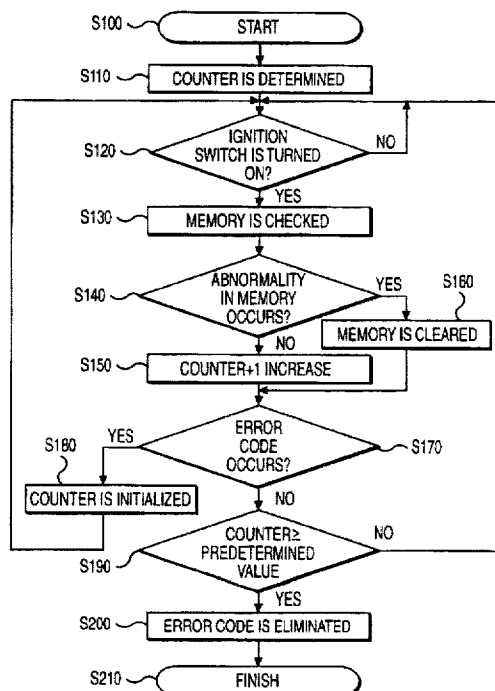 S100
START
S110
COUNTER IS DETERMINED
S120
IGNITION
SWITCH IS TURNED
ON?
NO
YES
S130
MEMORY IS CHECKED
S140
ABNORMALITY
IN MEMORY
OCCURS?
YES
S160
MEMORY IS CLEARED
NO
S150
COUNTER+1 INCREASE
S170
ERROR
CODE
OCCURS?
YES
S180
COUNTER IS INITIALIZED
NO
S190
COUNTER≥
PREDETERMINED
VALUE
NO
YES
S200
ERROR CODE IS ELIMINATED
S210
FINISH